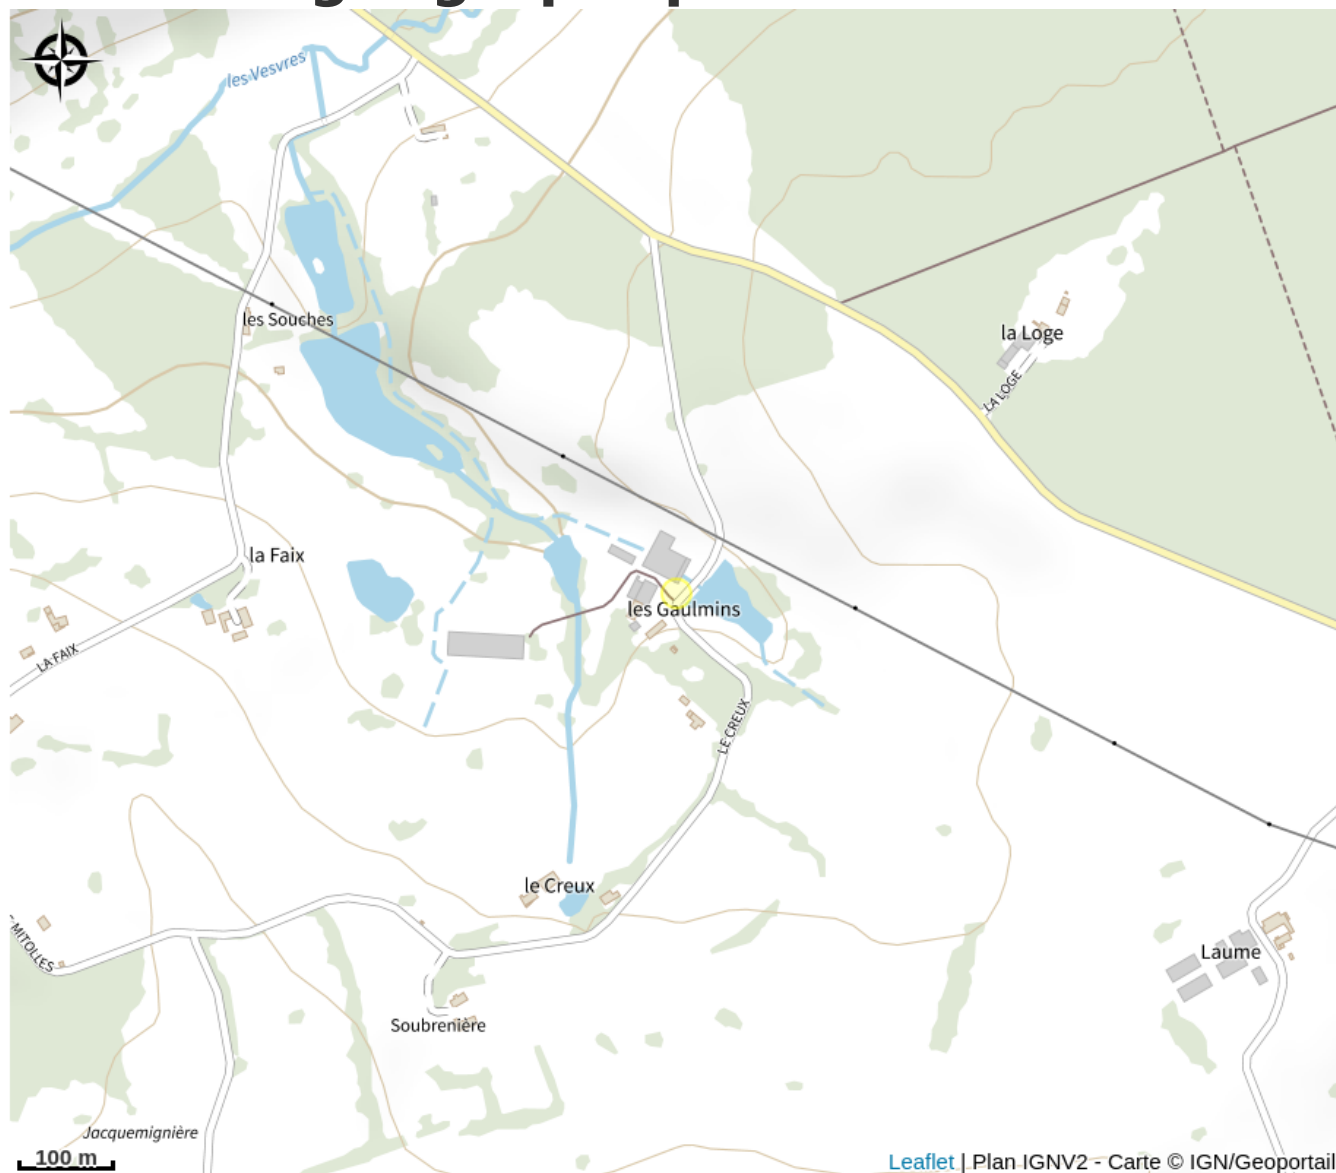 les Vesvres
les Souches
la Loge
LA LOGE
la Faix
les Gaulmins
LA FAIX
LE CREUX
le Creux
MITOLLES
Laume
Soubrenière
Jacquemignière
100 m
Leaflet | Plan IGNV2 - Carte © IGN/Geoportail